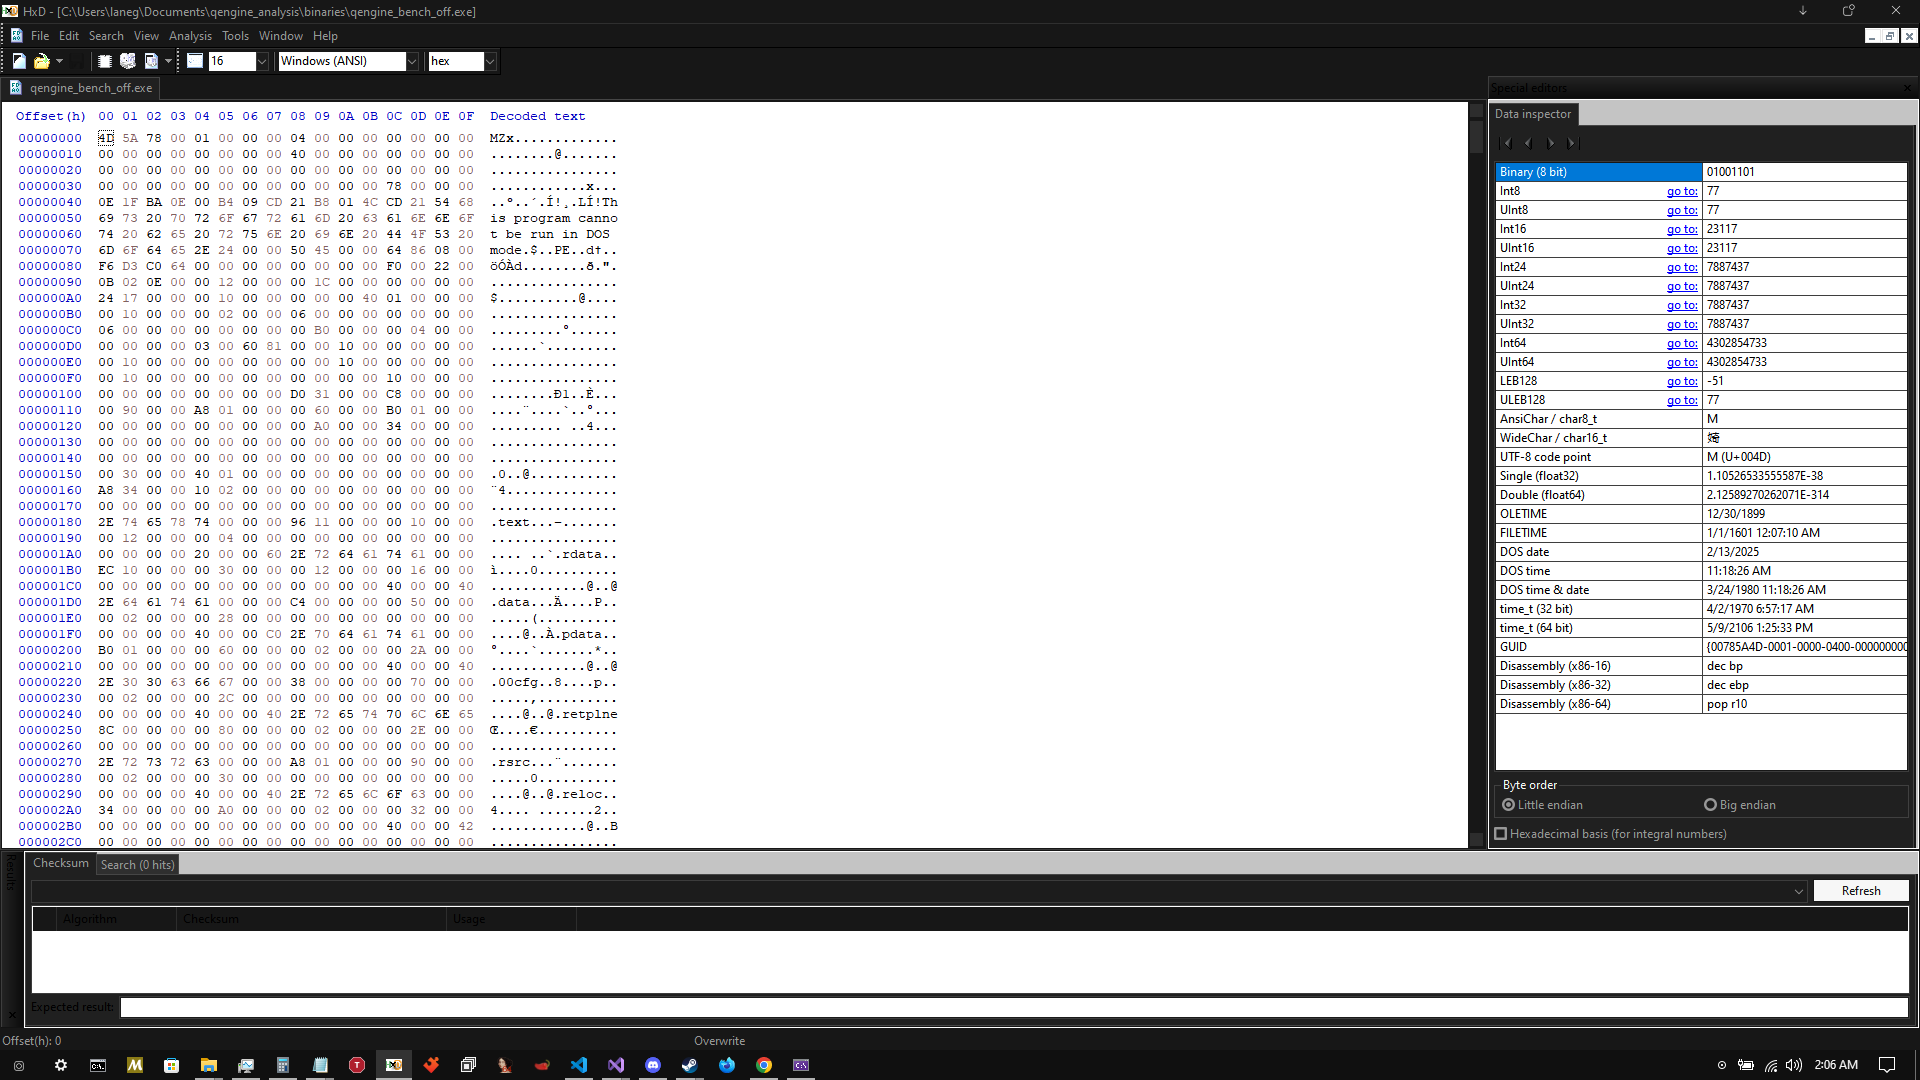 HxD - [C:\Users\laneg\Documents\qengine_analysis\binaries\qengine_bench_off.exe]
File Edit Search View Analysis Tools Window Help
16 Windows (ANSI) hex
qengine_bench_off.exe
Offset(h) 00 01 02 03 04 05 06 07 08 09 0A 0B 0C 0D 0E 0F Decoded text
00000000 4D 5A 78 00 01 00 00 00 04 00 00 00 00 00 00 00 MZx.............
00000010 00 00 00 00 00 00 00 00 40 00 00 00 00 00 00 00 ........@.......
00000020 00 00 00 00 00 00 00 00 00 00 00 00 00 00 00 00 ................
00000030 00 00 00 00 00 00 00 00 00 00 00 00 78 00 00 00 ............x...
00000040 0E 1F BA 0E 00 B4 09 CD 21 B8 01 4C CD 21 54 68 ..º..´.Í!¸.LÍ!Th
00000050 69 73 20 70 72 6F 67 72 61 6D 20 63 61 6E 6E 6F is program canno
00000060 74 20 62 65 20 72 75 6E 20 69 6E 20 44 4F 53 20 t be run in DOS
00000070 6D 6F 64 65 2E 24 00 00 50 45 00 00 64 86 08 00 mode.$..PE..d†..
00000080 F6 D3 C0 64 00 00 00 00 00 00 00 00 F0 00 22 00 öÓÀd........ð.".
00000090 0B 02 0E 00 00 12 00 00 00 1C 00 00 00 00 00 00 ................
000000A0 24 17 00 00 00 10 00 00 00 00 00 40 01 00 00 00 $..........@....
000000B0 00 10 00 00 00 02 00 00 06 00 00 00 00 00 00 00 ................
000000C0 06 00 00 00 00 00 00 00 00 B0 00 00 00 04 00 00 .........°......
000000D0 00 00 00 00 03 00 60 81 00 00 10 00 00 00 00 00 ......`.........
000000E0 00 10 00 00 00 00 00 00 00 00 10 00 00 00 00 00 ................
000000F0 00 10 00 00 00 00 00 00 00 00 00 00 10 00 00 00 ................
00000100 00 00 00 00 00 00 00 00 D0 31 00 00 C8 00 00 00 ........Ð1..È...
00000110 00 90 00 00 A8 01 00 00 00 60 00 00 B0 01 00 00 ....¨....`..°...
00000120 00 00 00 00 00 00 00 00 00 A0 00 00 34 00 00 00 ......... ..4...
00000130 00 00 00 00 00 00 00 00 00 00 00 00 00 00 00 00 ................
00000140 00 00 00 00 00 00 00 00 00 00 00 00 00 00 00 00 ................
00000150 00 30 00 00 40 01 00 00 00 00 00 00 00 00 00 00 .0..@...........
00000160 A8 34 00 00 10 02 00 00 00 00 00 00 00 00 00 00 ¨4..............
00000170 00 00 00 00 00 00 00 00 00 00 00 00 00 00 00 00 ................
00000180 2E 74 65 78 74 00 00 00 96 11 00 00 00 10 00 00 .text...–.......
00000190 00 12 00 00 00 04 00 00 00 00 00 00 00 00 00 00 ................
000001A0 00 00 00 00 20 00 00 60 2E 72 64 61 74 61 00 00 .... ..`.rdata..
000001B0 EC 10 00 00 00 30 00 00 00 12 00 00 00 16 00 00 ì....0..........
000001C0 00 00 00 00 00 00 00 00 00 00 00 00 40 00 00 40 ............@..@
000001D0 2E 64 61 74 61 00 00 00 C4 00 00 00 00 50 00 00 .data...Ä....P..
000001E0 00 02 00 00 00 28 00 00 00 00 00 00 00 00 00 00 .....(..........
000001F0 00 00 00 00 40 00 00 C0 2E 70 64 61 74 61 00 00 ....@..À.pdata..
00000200 B0 01 00 00 00 60 00 00 00 02 00 00 00 2A 00 00 °....`.......*..
00000210 00 00 00 00 00 00 00 00 00 00 00 00 40 00 00 40 ............@..@
00000220 2E 30 30 63 66 67 00 00 38 00 00 00 00 70 00 00 .00cfg..8....p..
00000230 00 02 00 00 00 2C 00 00 00 00 00 00 00 00 00 00 .....,..........
00000240 00 00 00 00 40 00 00 40 2E 72 65 74 70 6C 6E 65 ....@..@.retplne
00000250 8C 00 00 00 00 80 00 00 00 02 00 00 00 2E 00 00 Œ....€..........
00000260 00 00 00 00 00 00 00 00 00 00 00 00 00 00 00 00 ................
00000270 2E 72 73 72 63 00 00 00 A8 01 00 00 00 90 00 00 .rsrc...¨.......
00000280 00 02 00 00 00 30 00 00 00 00 00 00 00 00 00 00 .....0..........
00000290 00 00 00 00 40 00 00 40 2E 72 65 6C 6F 63 00 00 ....@..@.reloc..
000002A0 34 00 00 00 00 A0 00 00 00 02 00 00 00 32 00 00 4.... .......2..
000002B0 00 00 00 00 00 00 00 00 00 00 00 00 40 00 00 42 ............@..B
000002C0 00 00 00 00 00 00 00 00 00 00 00 00 00 00 00 00 ................
Special editors
Data inspector
Binary (8 bit) 01001101
Int8 go to: 77
UInt8 go to: 77
Int16 go to: 23117
UInt16 go to: 23117
Int24 go to: 7887437
UInt24 go to: 7887437
Int32 go to: 7887437
UInt32 go to: 7887437
Int64 go to: 4302854733
UInt64 go to: 4302854733
LEB128 go to: -51
ULEB128 go to: 77
AnsiChar / char8_t M
WideChar / char16_t 婍
UTF-8 code point M (U+004D)
Single (float32) 1.10526533555587E-38
Double (float64) 2.12589270262071E-314
OLETIME 12/30/1899
FILETIME 1/1/1601 12:07:10 AM
DOS date 2/13/2025
DOS time 11:18:26 AM
DOS time & date 3/24/1980 11:18:26 AM
time_t (32 bit) 4/2/1970 6:57:17 AM
time_t (64 bit) 5/9/2106 1:25:33 PM
GUID {00785A4D-0001-0000-0400-000000000
Disassembly (x86-16) dec bp
Disassembly (x86-32) dec ebp
Disassembly (x86-64) pop r10
Byte order
Little endian Big endian
Hexadecimal basis (for integral numbers)
Results
Checksum Search (0 hits)
Refresh
Algorithm Checksum Usage
Expected result:
Offset(h): 0 Overwrite
2:06 AM